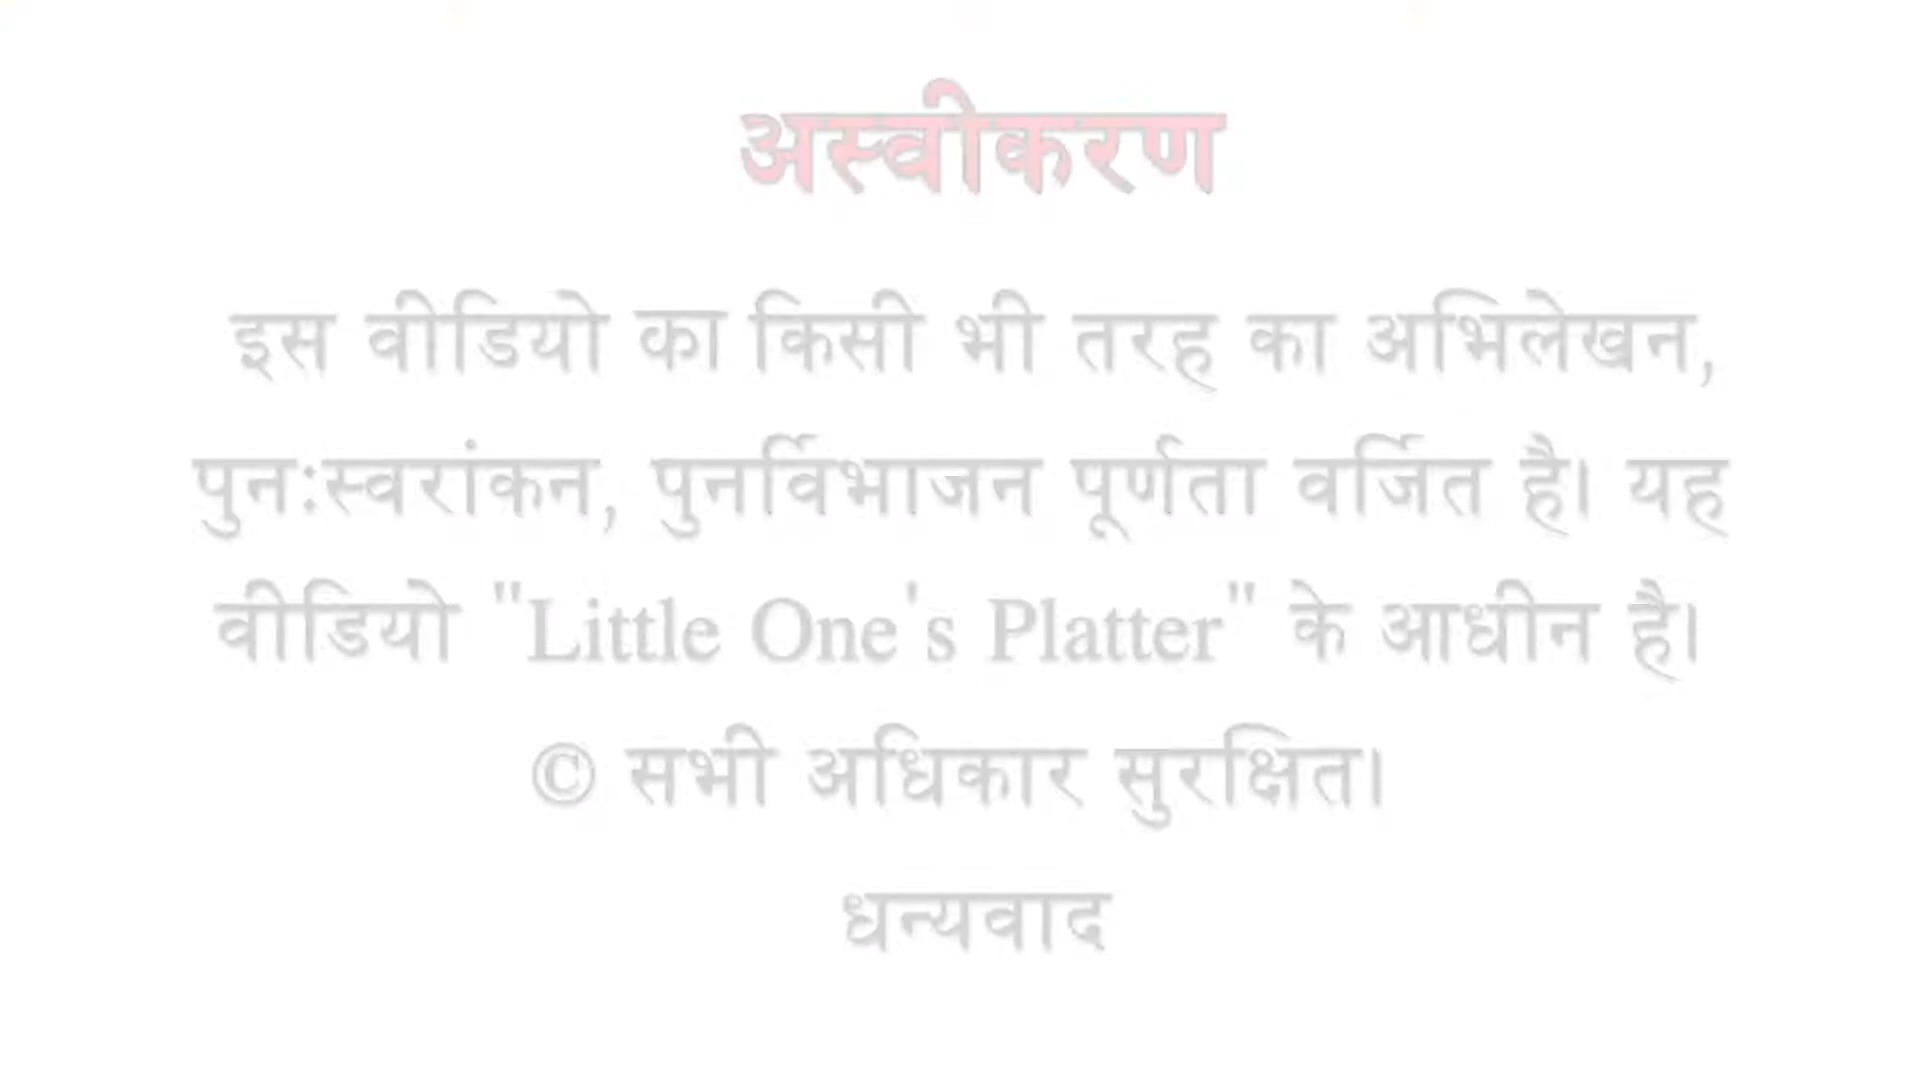 अस्वीकरण
इस वीडियो का किसी भी तरह का अभिलेखन,
पुन:स्वरांकन, पुनर्विभाजन पूर्णता वर्जित है। यह
वीडियो "Little One's Platter" के आधीन है।
© सभी अधिकार सुरक्षित।
धन्यवाद